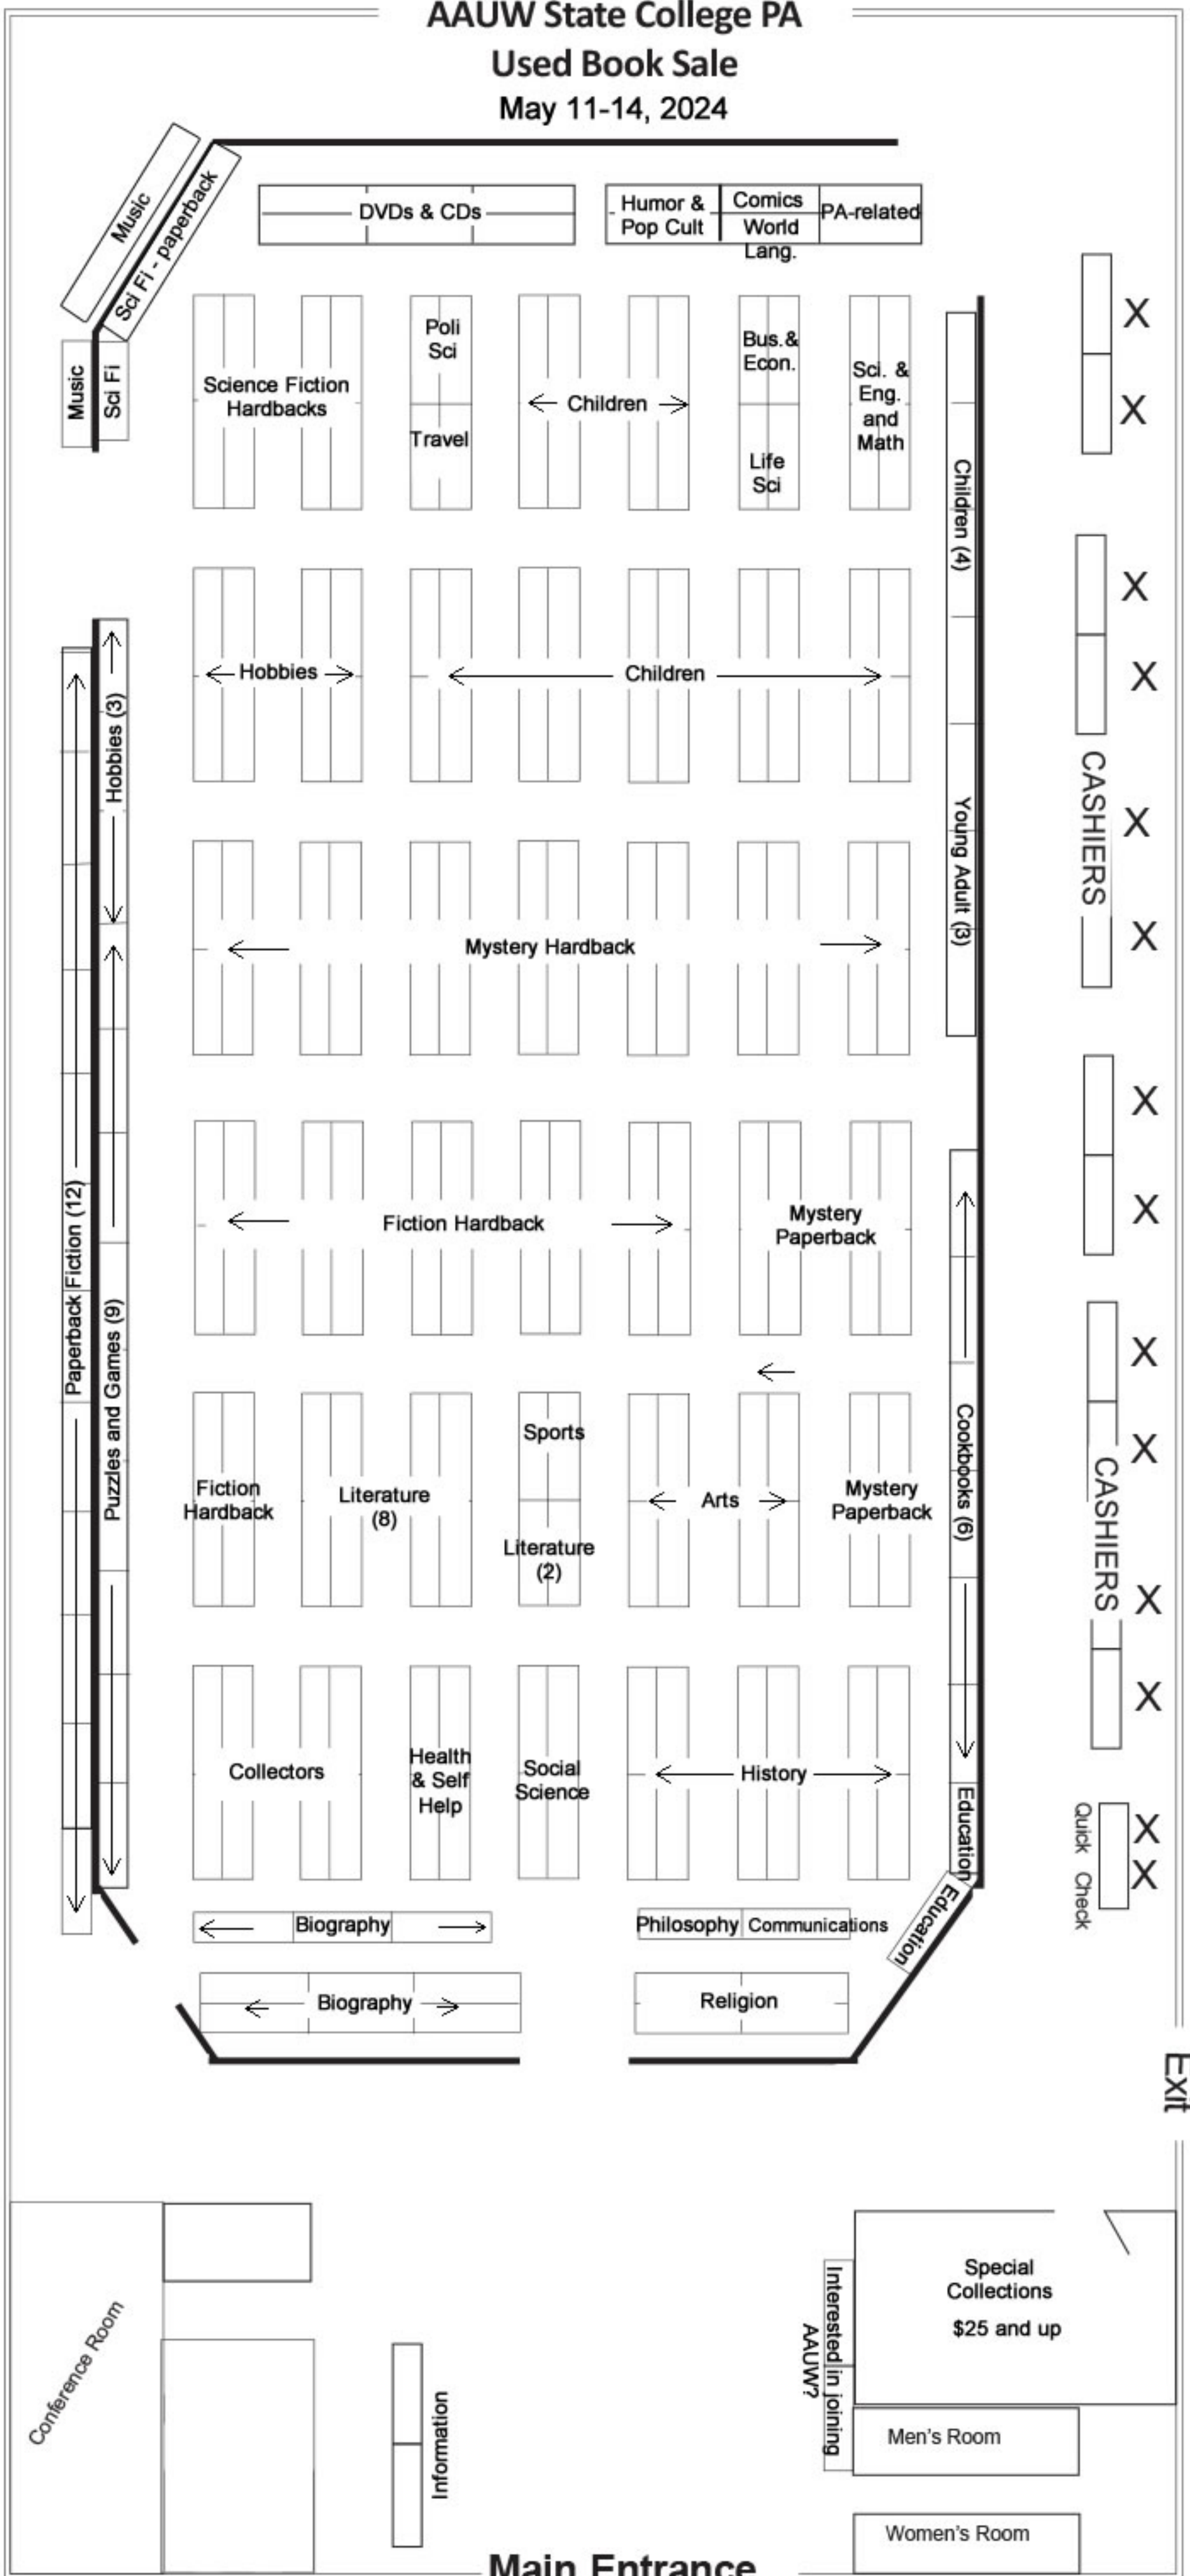 AAUW State College PA
Used Book Sale
May 11-14, 2024
Music
Sci Fi - paperback
DVDs & CDs
Humor &
Pop Cult
Comics
World
Lang.
PA-related
Music
Sci Fi
Science Fiction
Hardbacks
Poli
Sci
Travel
Children
Bus.&
Econ.
Life
Sci
Sci. &
Eng.
and
Math
Children (4)
X
X
X
X
Hobbies (3)
Hobbies
Children
Young Adult (3)
CASHIERS
X
X
Mystery Hardback
Paperback Fiction (12)
Puzzles and Games (9)
Fiction Hardback
Mystery
Paperback
X
X
Cookbooks (6)
X
X
CASHIERS
X
X
Fiction
Hardback
Literature
(8)
Sports
Literature
(2)
Arts
Mystery
Paperback
Collectors
Health
& Self
Help
Social
Science
History
Education
Quick Check
X
X
Biography
Philosophy
Communications
Education
Biography
Religion
Exit
Conference Room
Information
Interested in joining
AAUW?
Special
Collections
$25 and up
Men's Room
Women's Room
Main Entrance